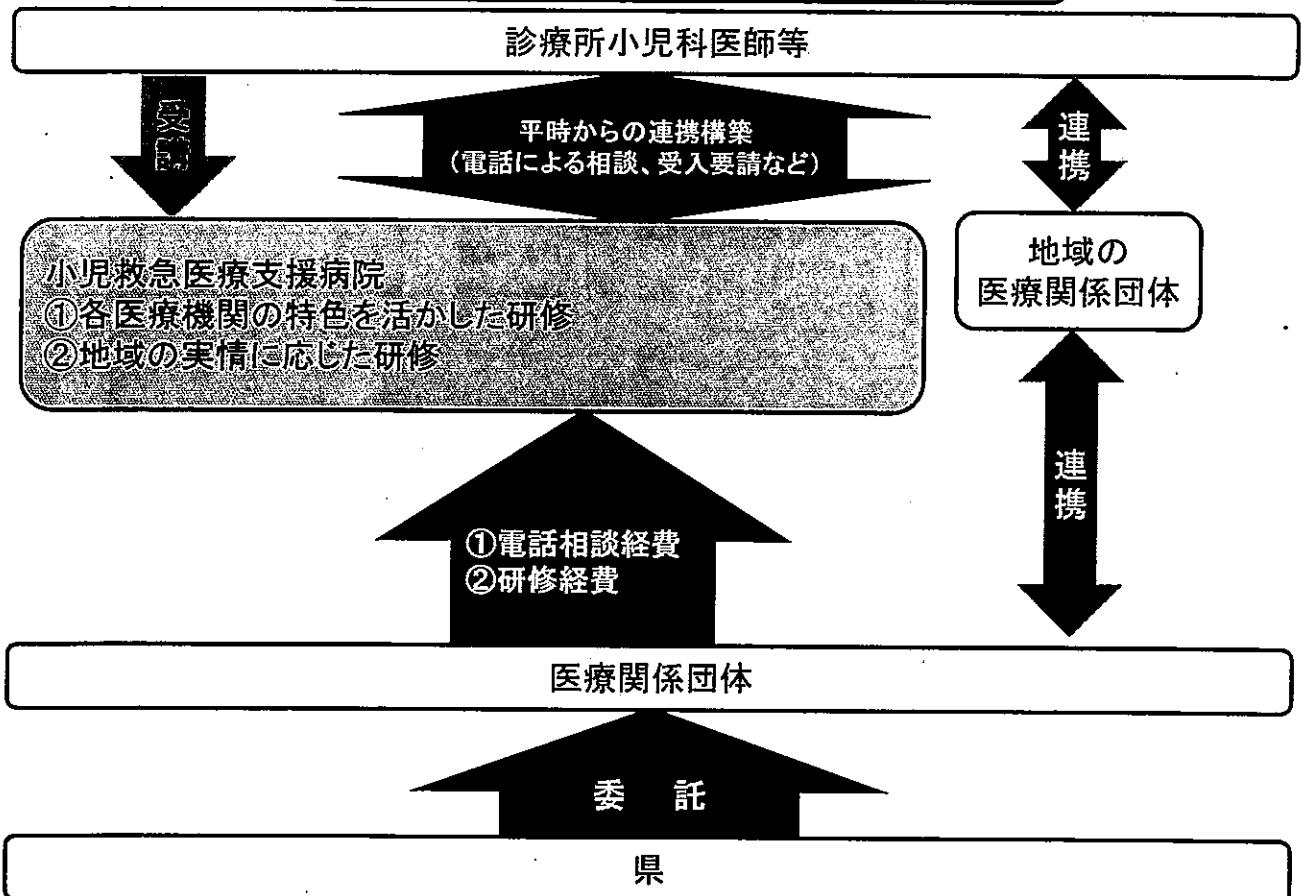 診療所小児科医師等
受講
平時からの連携構築
(電話による相談、受入要請など)
連携
小児救急医療支援病院
①各医療機関の特色を活かした研修
②地域の実情に応じた研修
地域の
医療関係団体
連携
①電話相談経費
②研修経費
医療関係団体
委 託
県